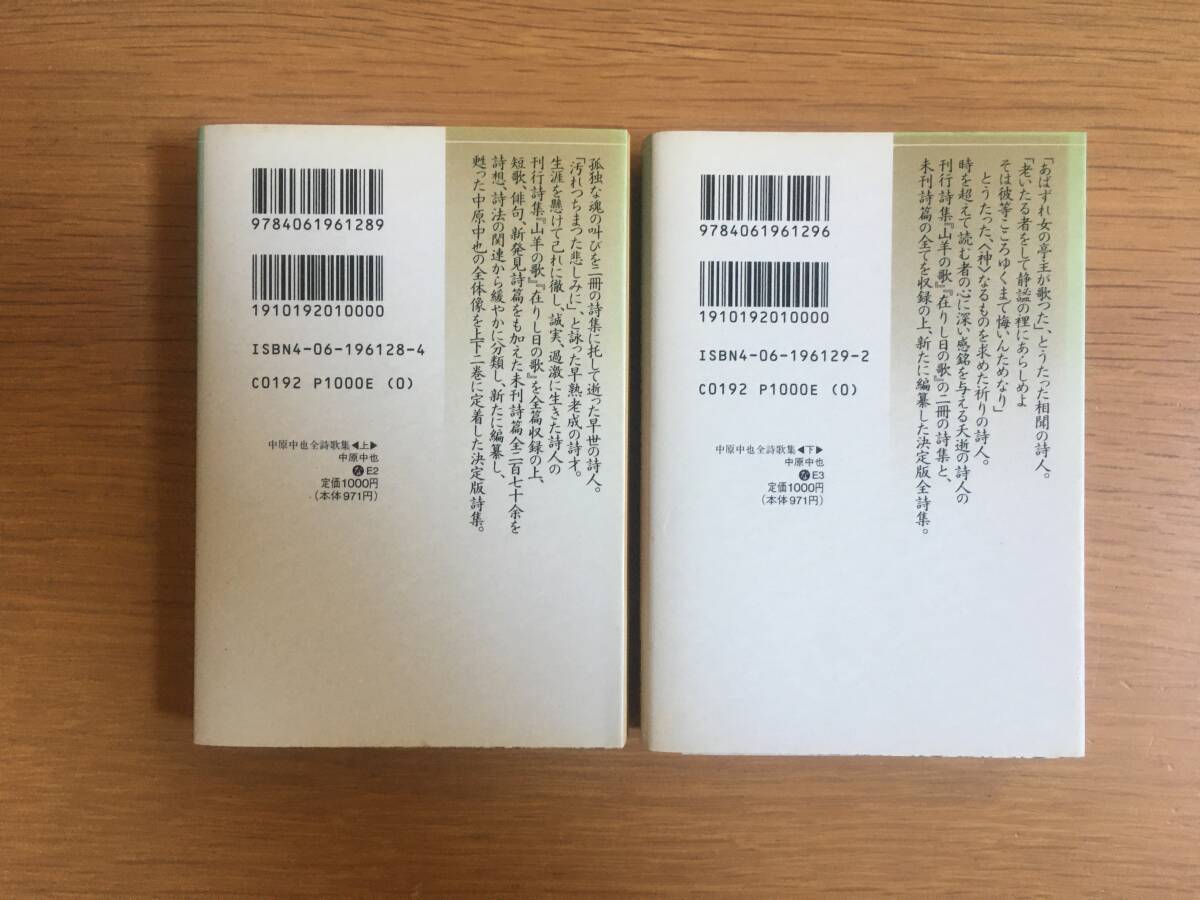 9784061961289
1910192010000
ISBN4-06-196128-4
C0192 P1000E (0)
中原中也全詩歌集◀上▶
中原中也
なE2
定価1000円
(本体971円)
孤独な魂の叫びを二冊の詩集に托して逝った早世の詩人。
「汚れつちまつた悲しみに」、と詠った早熟老成の詩才。
生涯を懸けて己れに徹し、誠実、過激に生きた詩人の
刊行詩集『山羊の歌』『在りし日の歌』を全篇収録の上、
短歌、俳句、新発見詩篇をも加えた未刊詩篇全二百七十余を
詩想、詩法の関連から緩やかに分類し、新たに編纂し、
甦った中原中也の全体像を上下二巻に定着した決定版詩集。
9784061961296
1910192010000
ISBN4-06-196129-2
C0192 P1000E (0)
中原中也全詩歌集◀下▶
中原中也
なE3
定価1000円
(本体971円)
「あばずれ女の亭主が歌つた」、とうたった相聞の詩人。
「老いたる者をして静謐の裡にあらしめよ
そは彼等こころゆくまで悔いんためなり」
とうたった、〈神〉なるものを求めた祈りの詩人。
時を超えて読む者の心に深い感銘を与える夭逝の詩人の
刊行詩集『山羊の歌』『在りし日の歌』の二冊の詩集と、
未刊詩篇の全てを収録の上、新たに編纂した決定版全詩集。